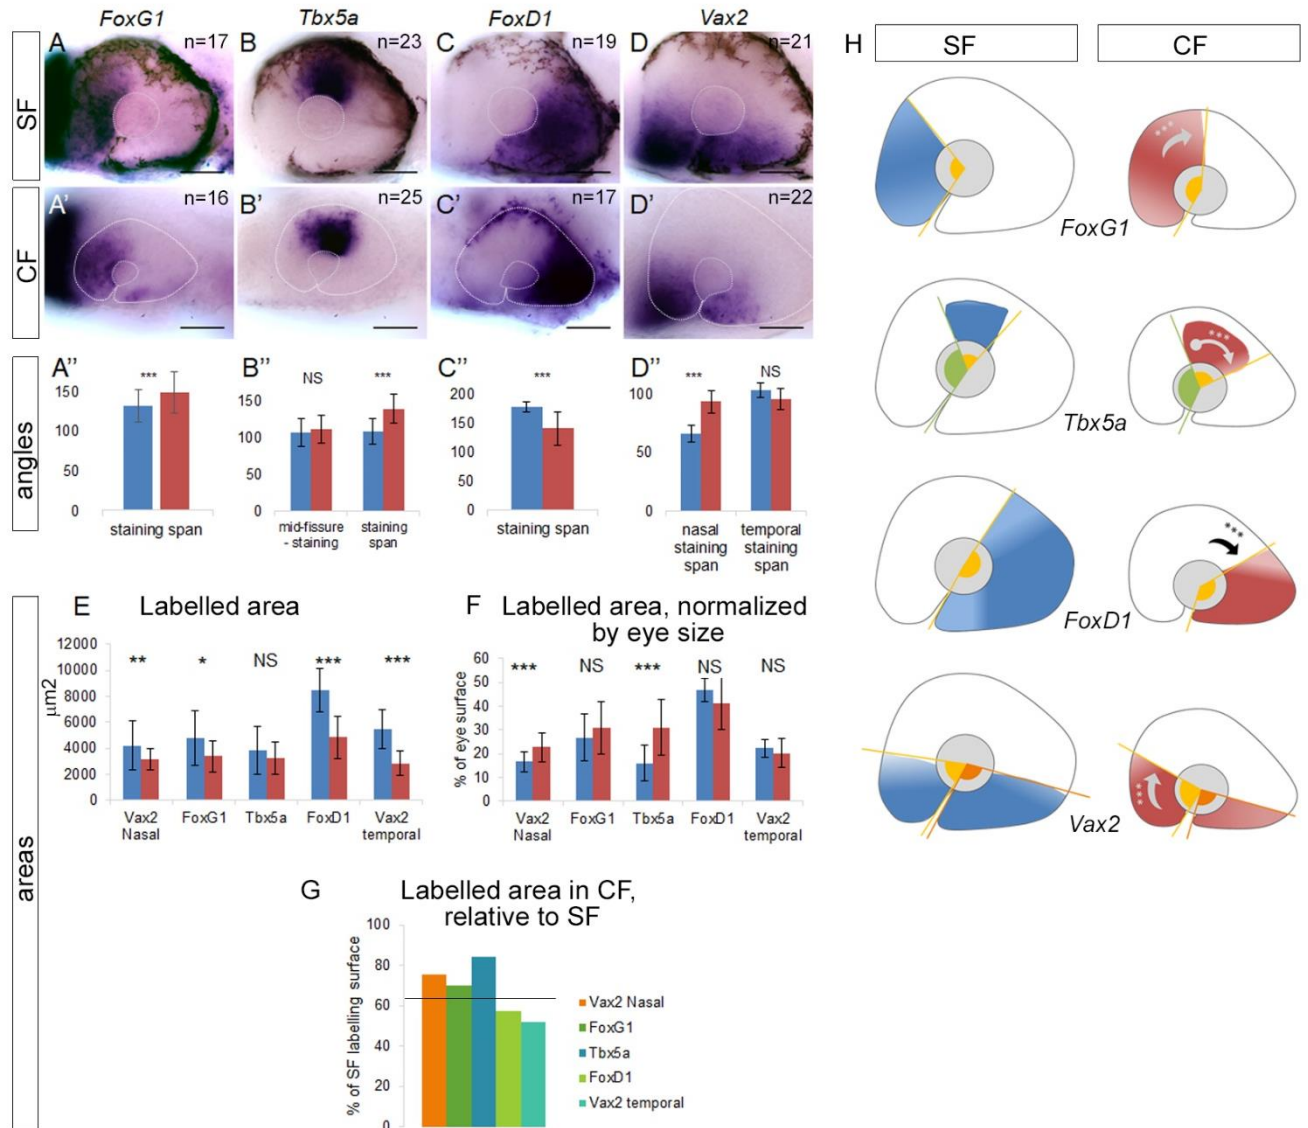 FoxG1 Tbx5a FoxD1 Vax2
SF
A n=17
B n=23
C n=19
D n=21
CF
A' n=16
B' n=25
C' n=17
D' n=22
angles
A''
***
150
100
50
0
staining span
B''
NS ***
150
100
50
0
mid-fissure
- staining
staining
span
C''
***
200
150
100
50
0
staining span
D''
*** NS
100
50
0
nasal
staining
span
temporal
staining
span
areas
E Labelled area
μm2
12000
10000
8000
6000
4000
2000
0
** * NS *** ***
Vax2
Nasal
FoxG1
Tbx5a
FoxD1
Vax2
temporal
F Labelled area, normalized
by eye size
% of eye surface
60
50
40
30
20
10
0
*** NS *** NS NS
Vax2
Nasal
FoxG1
Tbx5a
FoxD1
Vax2
temporal
G Labelled area in CF,
relative to SF
% of SF labelling surface
100
80
60
40
20
0
Vax2 Nasal
FoxG1
Tbx5a
FoxD1
Vax2 temporal
H SF CF
***
FoxG1
***
Tbx5a
***
FoxD1
***
Vax2